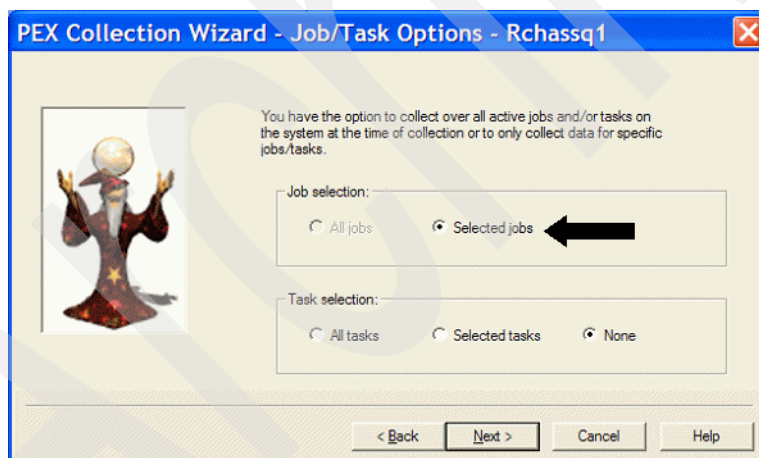 PEX Collection Wizard - Job/Task Options - Rchassq1
You have the option to collect over all active jobs and/or tasks on
the system at the time of collection or to only collect data for specific
jobs/tasks.
Job selection:
All jobs Selected jobs
Task selection:
All tasks Selected tasks None
< Back Next > Cancel Help